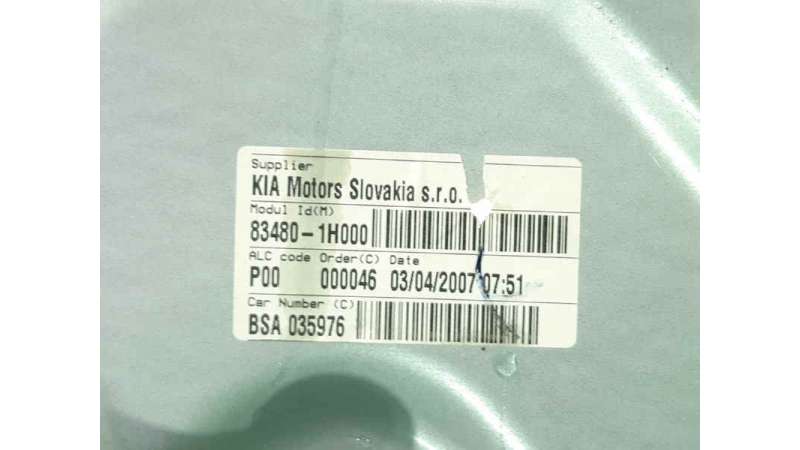 Supplier
KIA Motors Slovakia s.r.o.
Modul Id(M)
83480-1H000
ALC code Order(C) Date
P00 000046 03/04/2007 07:51
Car Number (C)
BSA 035976